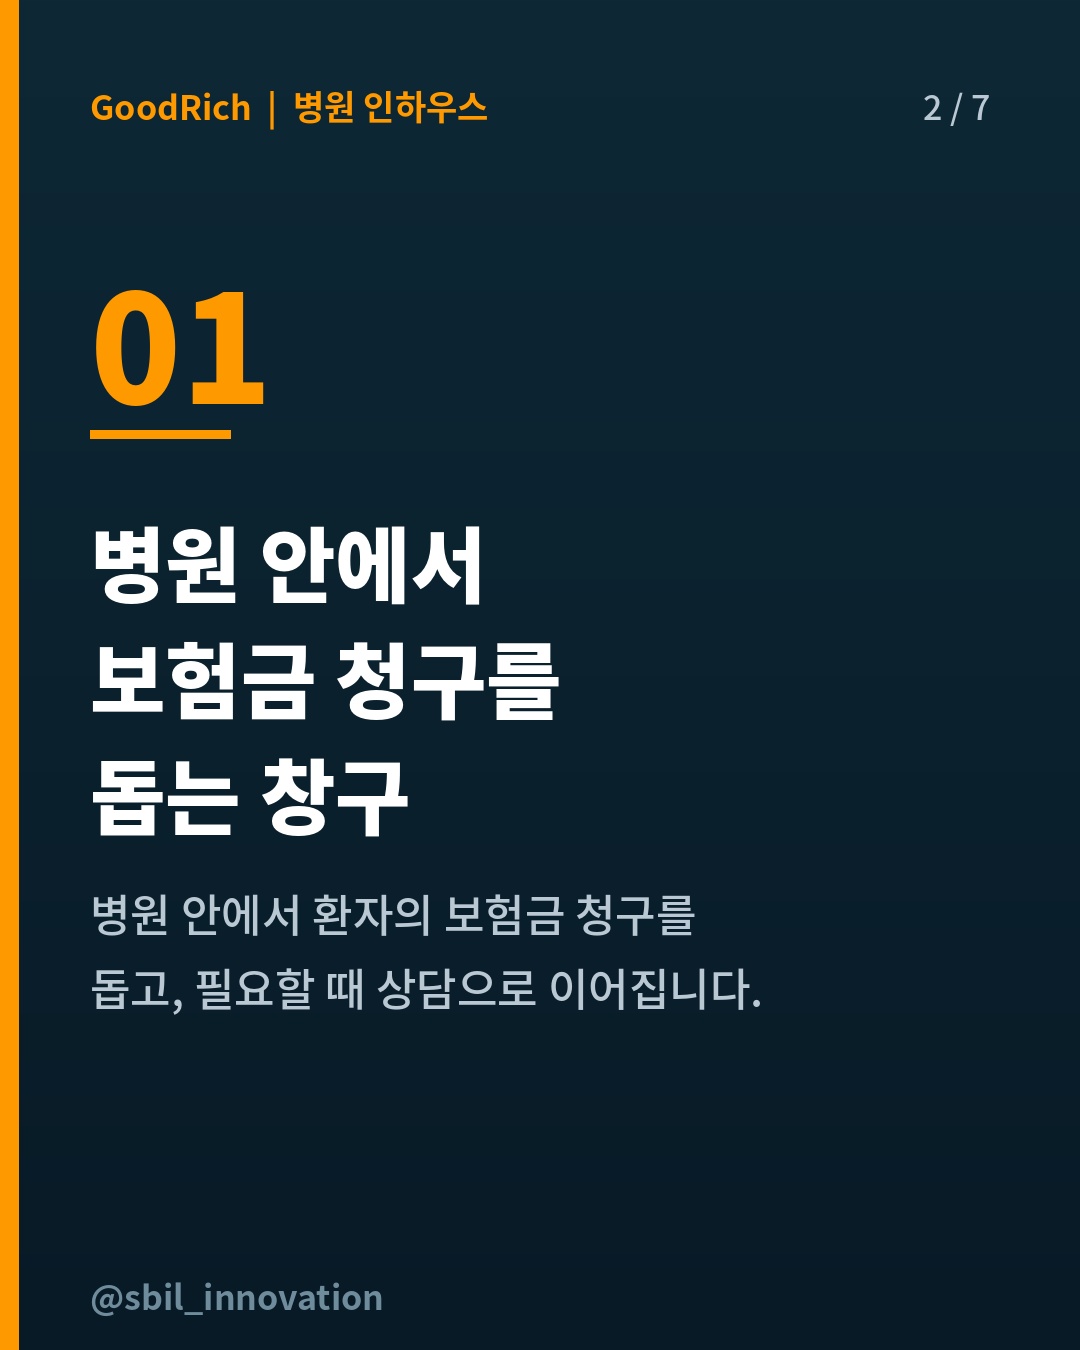 GoodRich | 병원 인하우스
2 / 7
01
병원 안에서
보험금 청구를
돕는 창구
병원 안에서 환자의 보험금 청구를
돕고, 필요할 때 상담으로 이어집니다.
@sbil_innovation